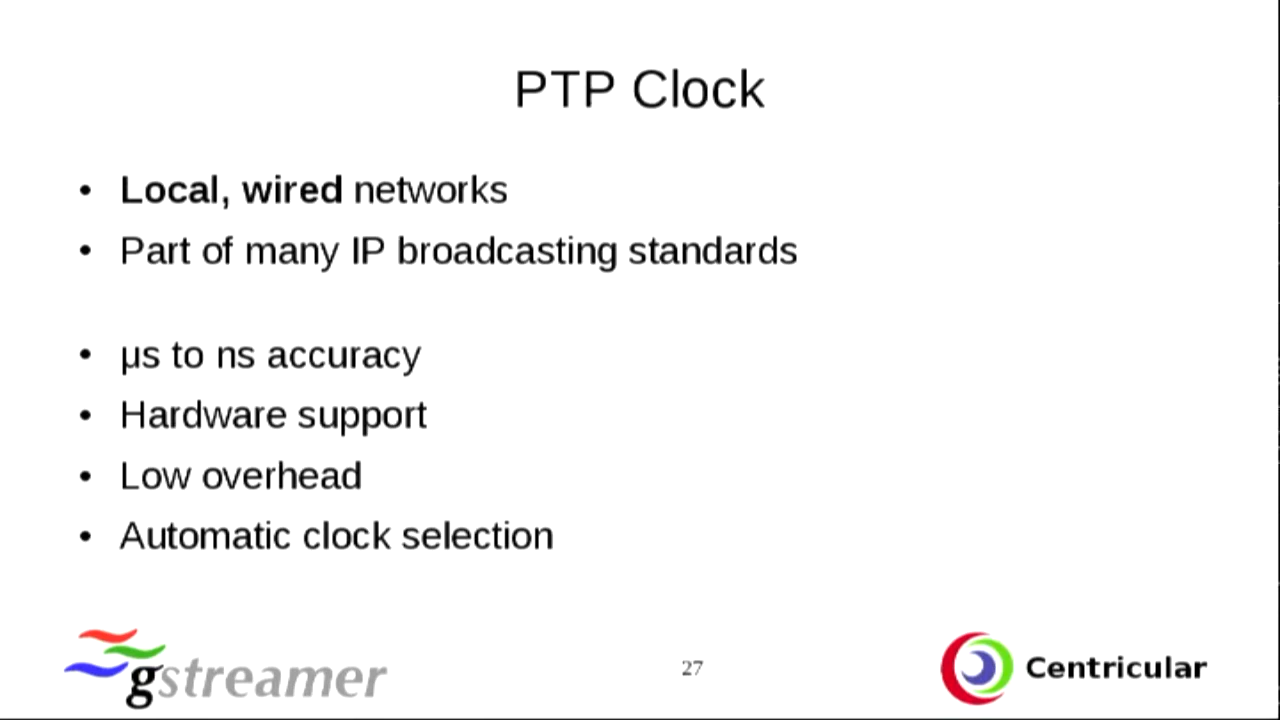 PTP Clock
• Local, wired networks
• Part of many IP broadcasting standards
• µs to ns accuracy
• Hardware support
• Low overhead
• Automatic clock selection
gstreamer
27
Centricular